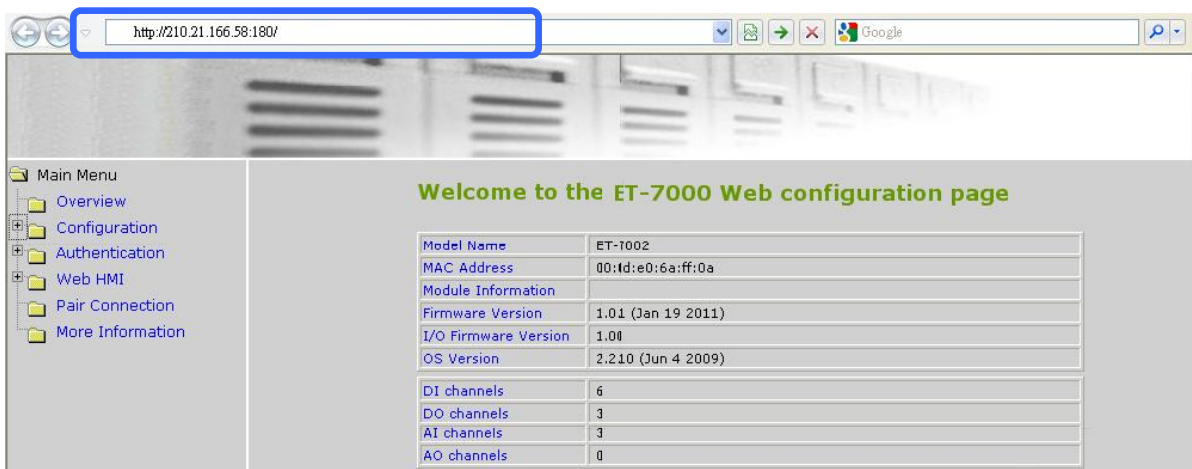 http://210.21.166.58:180/
Google
Main Menu
Overview
Configuration
Authentication
Web HMI
Pair Connection
More Information
Welcome to the ET-7000 Web configuration page
Model Name ET-7002
MAC Address 00:0d:e0:6a:ff:0a
Module Information
Firmware Version 1.01 (Jan 19 2011)
I/O Firmware Version 1.00
OS Version 2.210 (Jun 4 2009)
DI channels 6
DO channels 3
AI channels 3
AO channels 0